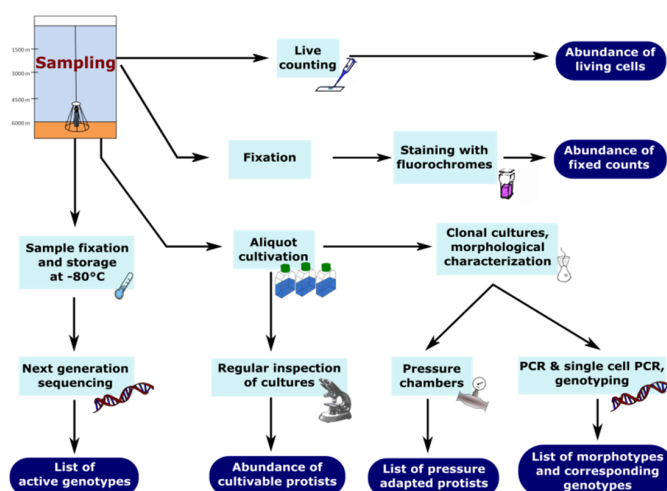 Sampling
1500 m
3000 m
4500 m
6000 m
Live
counting
Abundance of
living cells
Fixation
Staining with
fluorochromes
Abundance of
fixed counts
Sample fixation
and storage
at -80°C
Aliquot
cultivation
Clonal cultures,
morphological
characterization
Next generation
sequencing
Regular inspection
of cultures
Pressure
chambers
PCR & single cell PCR,
genotyping
List of
active genotypes
Abundance of
cultivable protists
List of pressure
adapted protists
List of morphotypes
and corresponding
genotypes